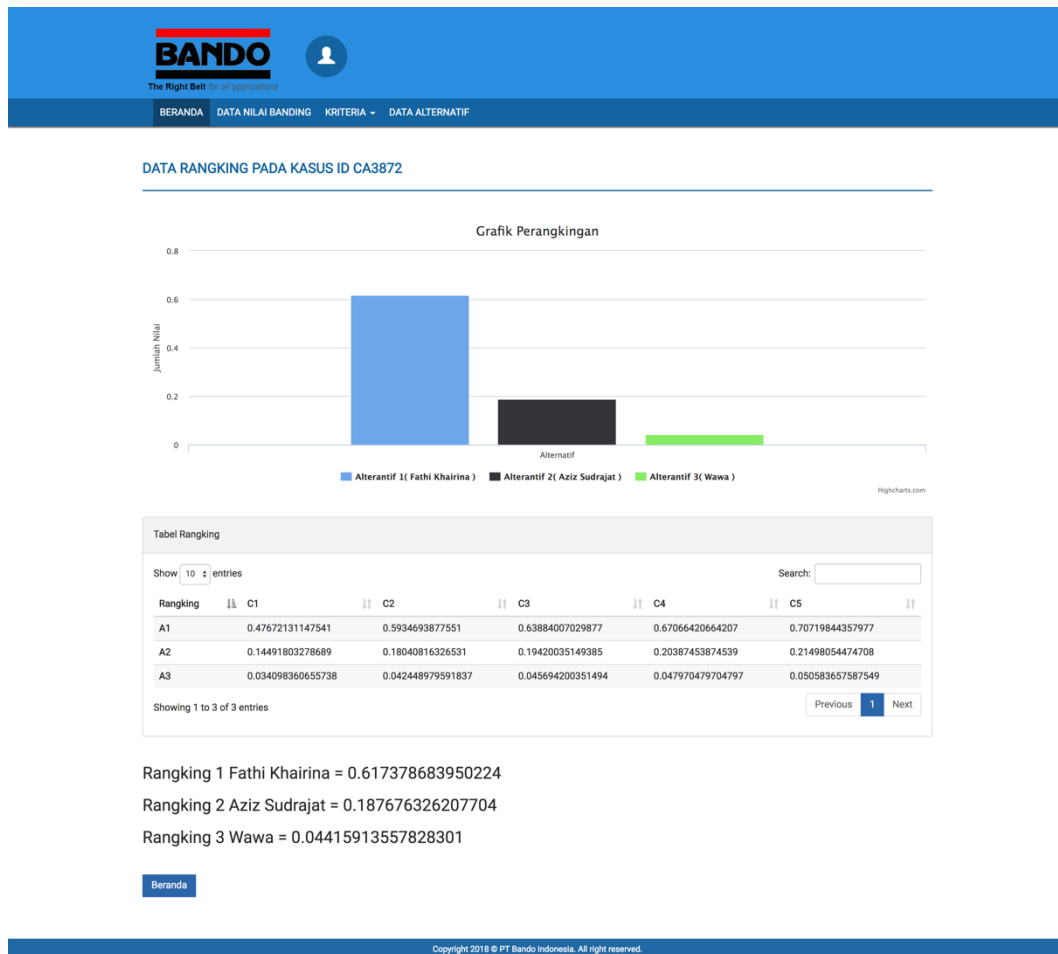 BANDO
The Right Belt for all applications
BERANDA DATA NILAI BANDING KRITERIA DATA ALTERNATIF
DATA RANGKING PADA KASUS ID CA3872
Grafik Perangkingan
0.8
0.6
0.4
0.2
0
Jumlah Nilai
Alternatif
Alterantif 1( Fathi Khairina ) Alterantif 2( Aziz Sudrajat ) Alterantif 3( Wawa )
Highcharts.com
Tabel Rangking
Show 10 entries Search:
Rangking C1 C2 C3 C4 C5
A1 0.47672131147541 0.5934693877551 0.63884007029877 0.67066420664207 0.70719844357977
A2 0.14491803278689 0.18040816326531 0.19420035149385 0.20387453874539 0.21498054474708
A3 0.034098360655738 0.042448979591837 0.045694200351494 0.047970479704797 0.050583657587549
Showing 1 to 3 of 3 entries Previous 1 Next
Rangking 1 Fathi Khairina = 0.617378683950224
Rangking 2 Aziz Sudrajat = 0.187676326207704
Rangking 3 Wawa = 0.04415913557828301
Beranda
Copyright 2018 © PT Bando Indonesia. All right reserved.